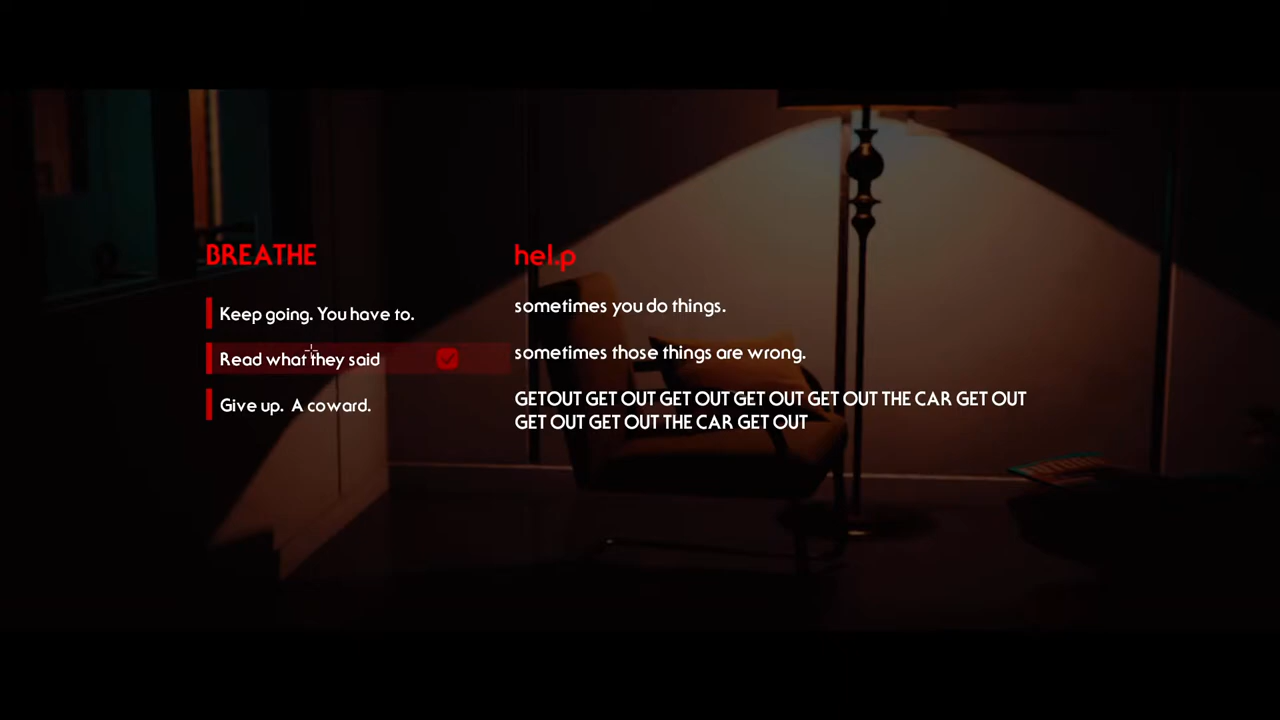 BREATHE
Keep going. You have to.
Read what they said
Give up.  A coward.
hel.p
sometimes you do things.
sometimes those things are wrong.
GETOUT GET OUT GET OUT GET OUT GET OUT THE CAR GET OUT
GET OUT GET OUT THE CAR GET OUT